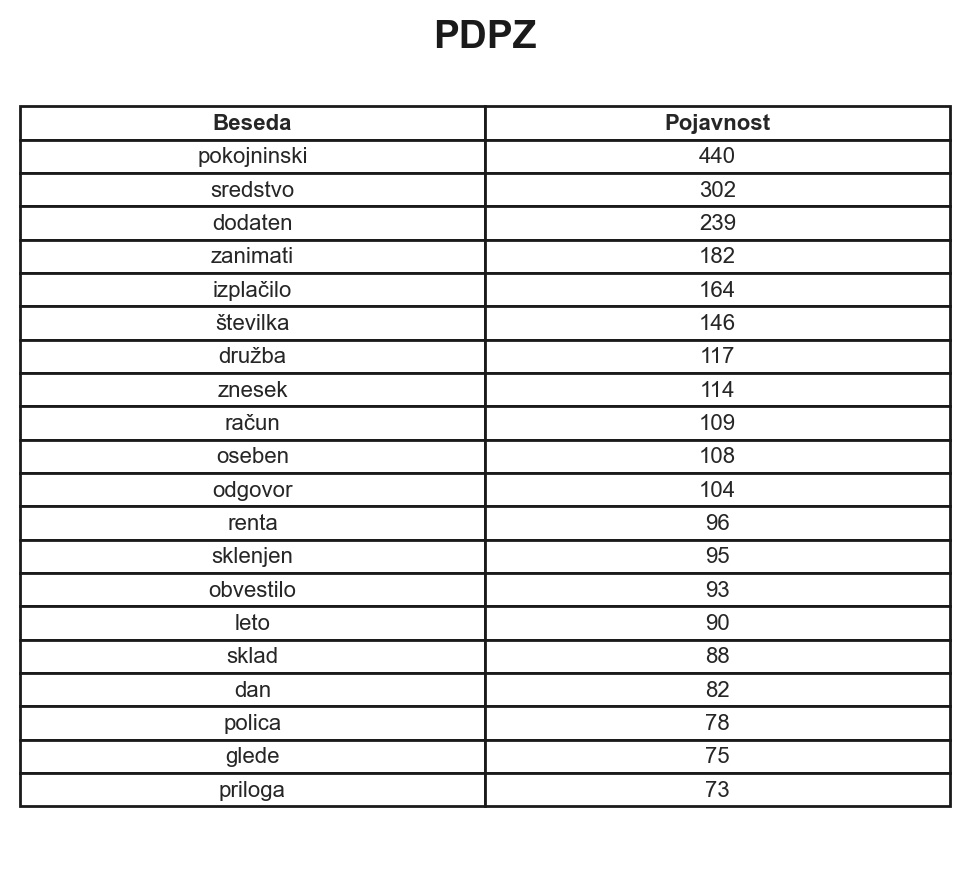 PDPZ
Beseda Pojavnost
pokojninski 440
sredstvo 302
dodaten 239
zanimati 182
izplačilo 164
številka 146
družba 117
znesek 114
račun 109
oseben 108
odgovor 104
renta 96
sklenjen 95
obvestilo 93
leto 90
sklad 88
dan 82
polica 78
glede 75
priloga 73